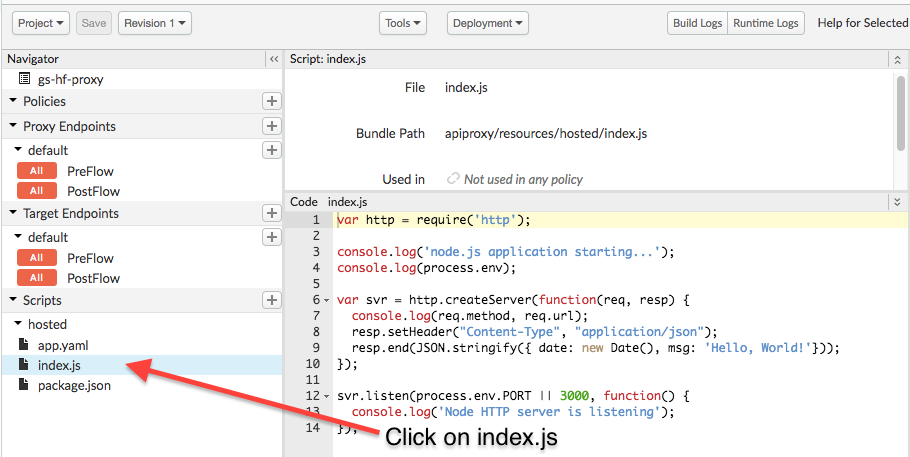 Project Save Revision 1 Tools Deployment Build Logs Runtime Logs Help for Selected
Navigator
gs-hf-proxy
Policies
Proxy Endpoints
default
All PreFlow
All PostFlow
Target Endpoints
default
All PreFlow
All PostFlow
Scripts
hosted
app.yaml
index.js
package.json
Script: index.js
File index.js
Bundle Path apiproxy/resources/hosted/index.js
Used in Not used in any policy
Code index.js
1 var http = require('http');
2
3 console.log('node.js application starting...');
4 console.log(process.env);
5
6 var svr = http.createServer(function(req, resp) {
7 console.log(req.method, req.url);
8 resp.setHeader("Content-Type", "application/json");
9 resp.end(JSON.stringify({ date: new Date(), msg: 'Hello, World!'}));
10 });
11
12 svr.listen(process.env.PORT || 3000, function() {
13 console.log('Node HTTP server is listening');
14 });
Click on index.js